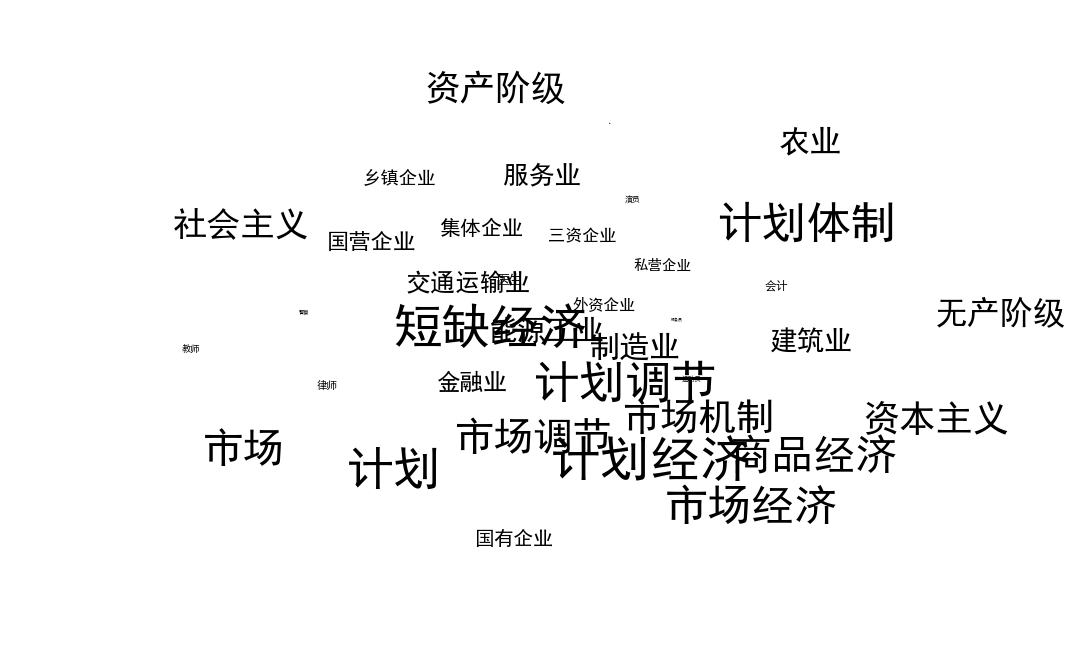 资产阶级
农业
乡镇企业
服务业
演员
社会主义
国营企业
集体企业
三资企业
计划体制
私营企业
交通运输业
会计
外资企业
短缺经济
能源工业
无产阶级
建筑业
制造业
教师
律师
金融业
计划调节
市场机制
资本主义
市场
市场调节
计划
计划经济
商品经济
市场经济
国有企业